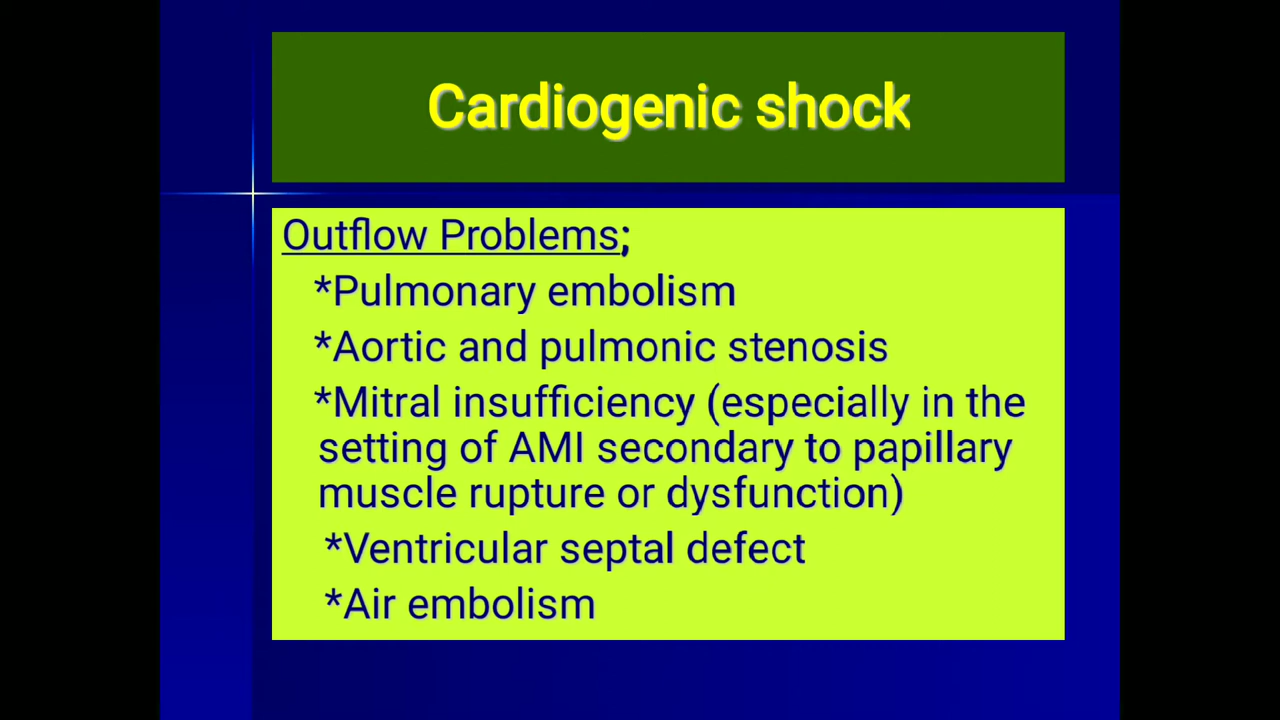 Cardiogenic shock
Outflow Problems;
*Pulmonary embolism
*Aortic and pulmonic stenosis
*Mitral insufficiency (especially in the
setting of AMI secondary to papillary
muscle rupture or dysfunction)
*Ventricular septal defect
*Air embolism